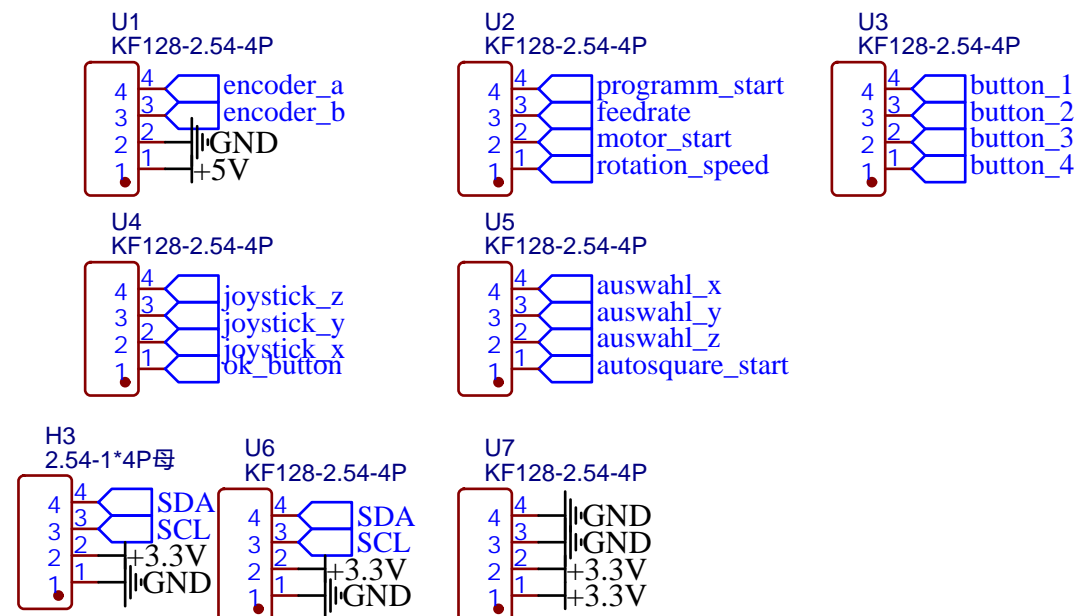 U1
KF128-2.54-4P
4 4 encoder_a
3 3 encoder_b
2 2 GND
1 1 +5V
U2
KF128-2.54-4P
4 4 programm_start
3 3 feedrate
2 2 motor_start
1 1 rotation_speed
U3
KF128-2.54-4P
4 4 button_1
3 3 button_2
2 2 button_3
1 1 button_4
U4
KF128-2.54-4P
4 4 joystick_z
3 3 joystick_y
2 2 joystick_x
1 1 ok_button
U5
KF128-2.54-4P
4 4 auswahl_x
3 3 auswahl_y
2 2 auswahl_z
1 1 autosquare_start
H3
2.54-1*4P母
4 4 SDA
3 3 SCL
2 2 +3.3V
1 1 GND
U6
KF128-2.54-4P
4 4 SDA
3 3 SCL
2 2 +3.3V
1 1 GND
U7
KF128-2.54-4P
4 4 GND
3 3 GND
2 2 +3.3V
1 1 +3.3V